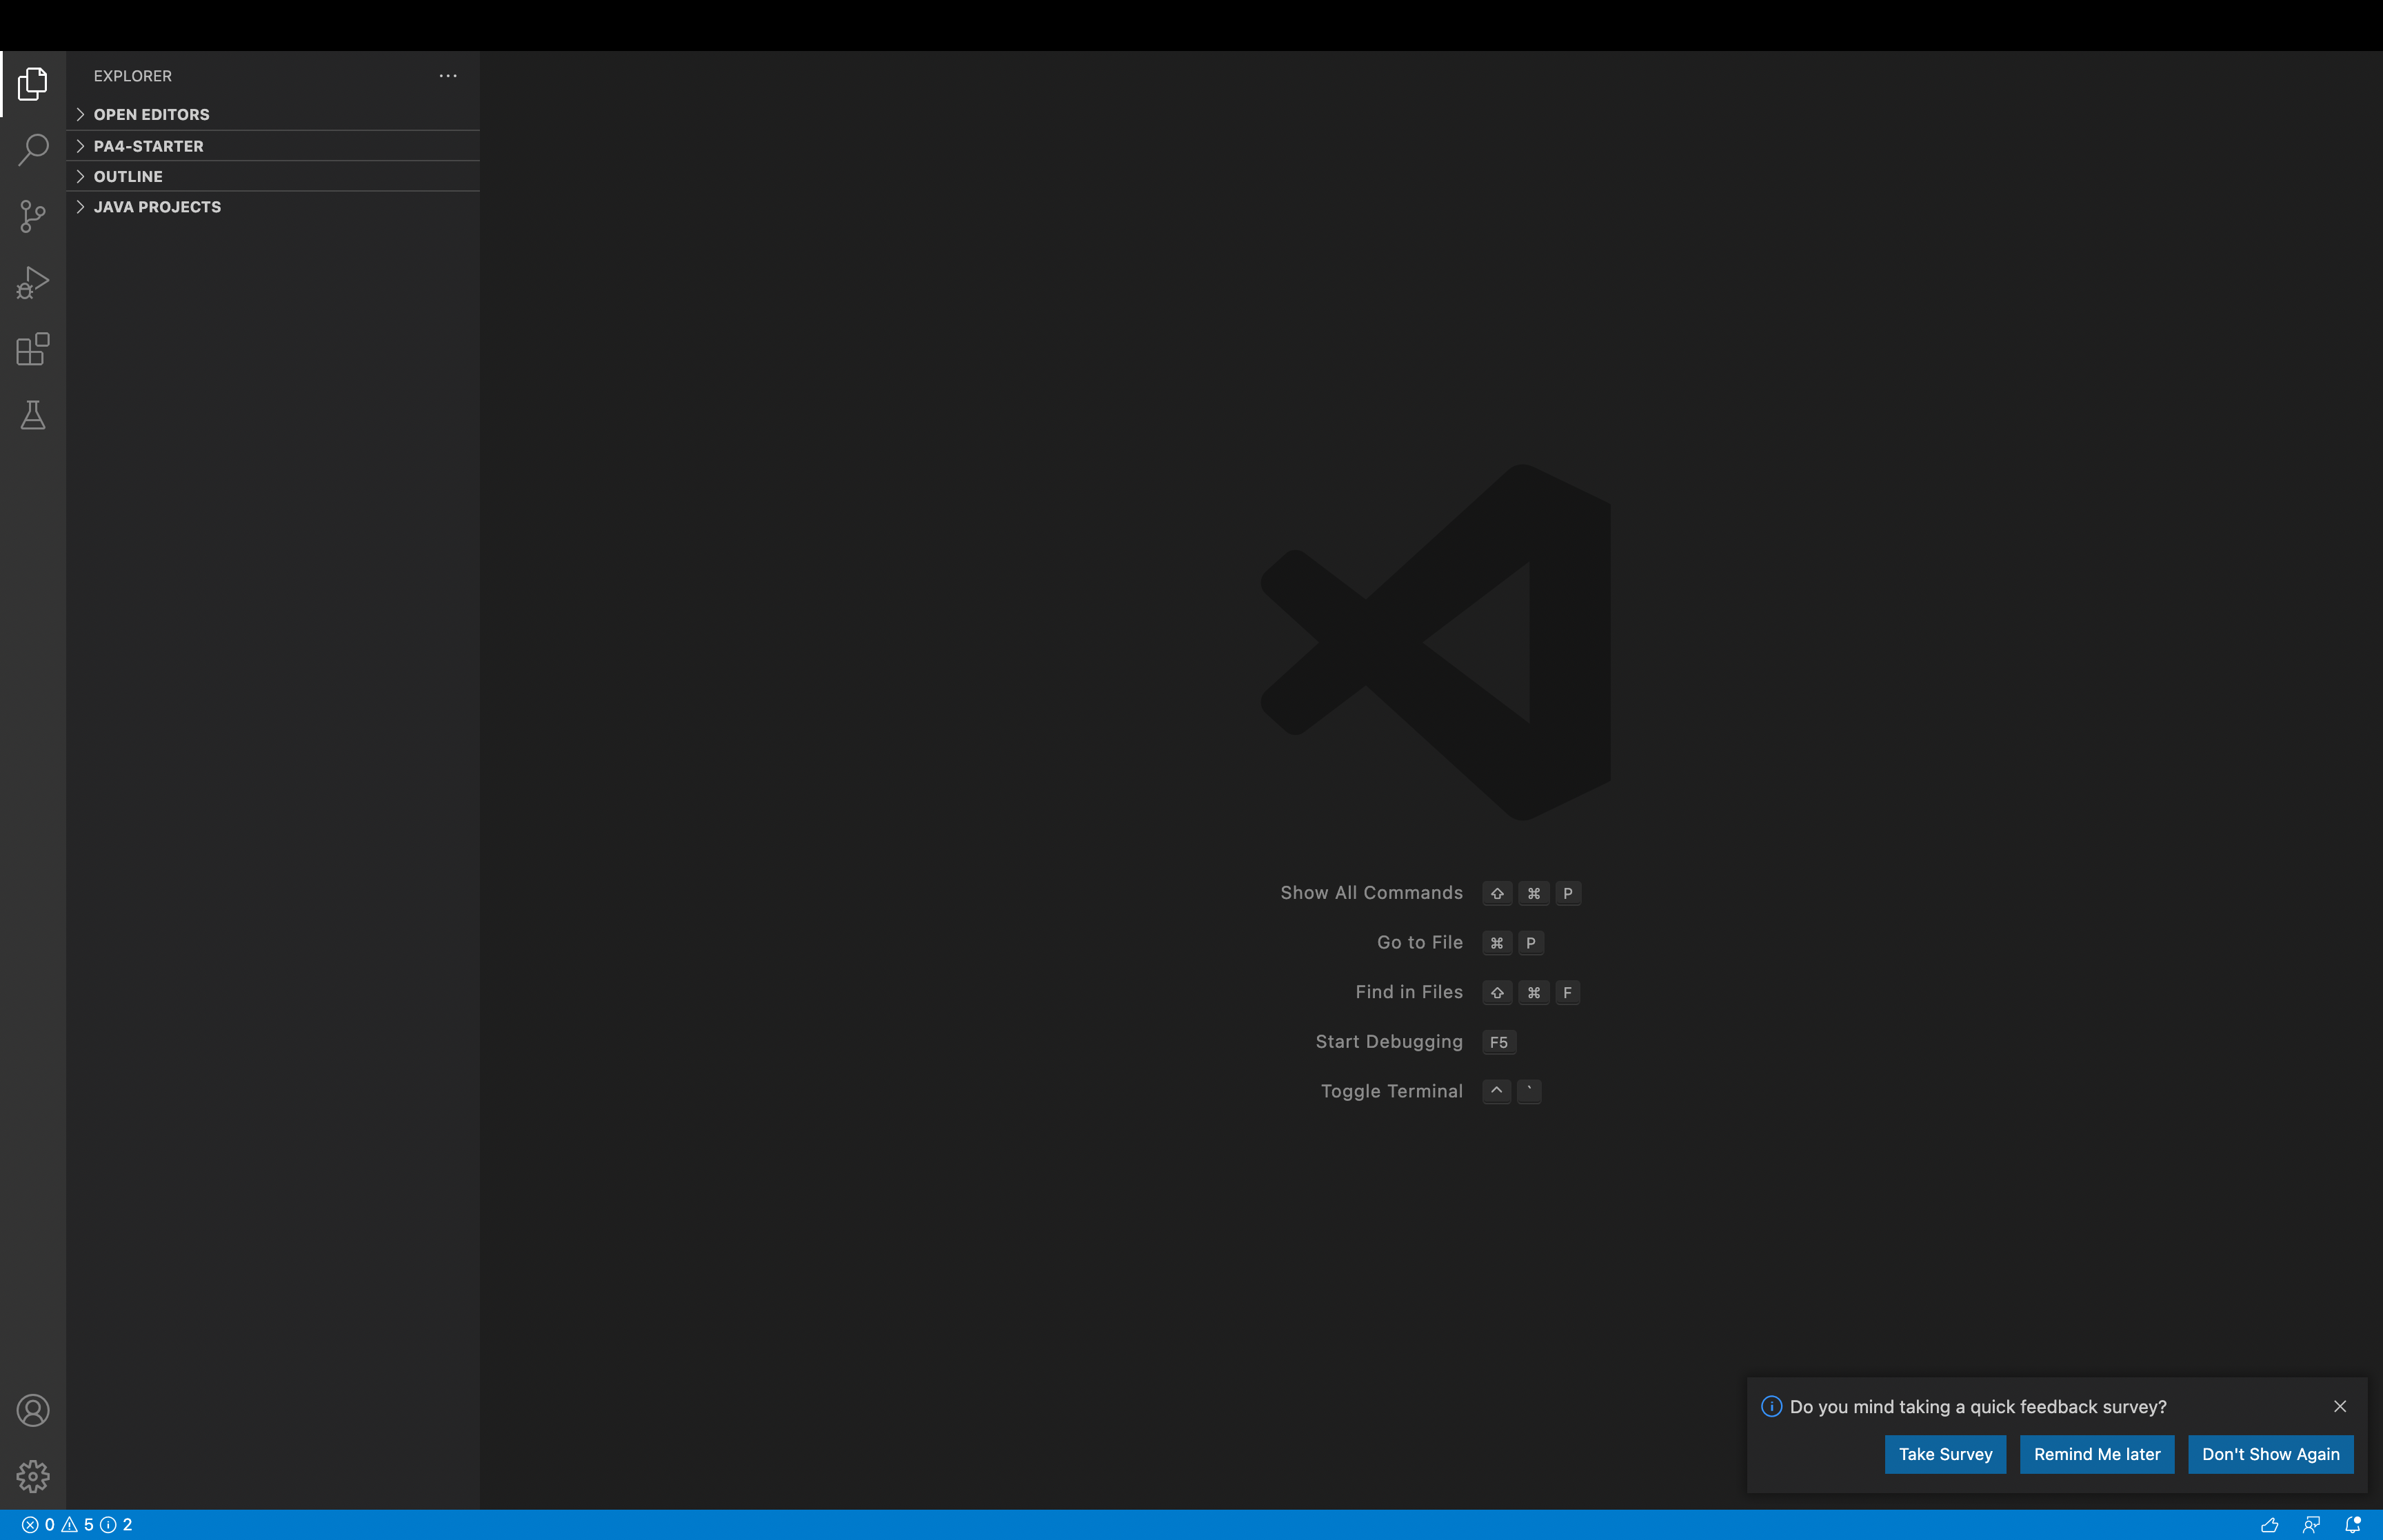 EXPLORER
OPEN EDITORS
PA4-STARTER
OUTLINE
JAVA PROJECTS
Show All Commands ⇧ ⌘ P
Go to File ⌘ P
Find in Files ⇧ ⌘ F
Start Debugging F5
Toggle Terminal ^ `
Do you mind taking a quick feedback survey?
Take Survey Remind Me later Don't Show Again
0 5 2